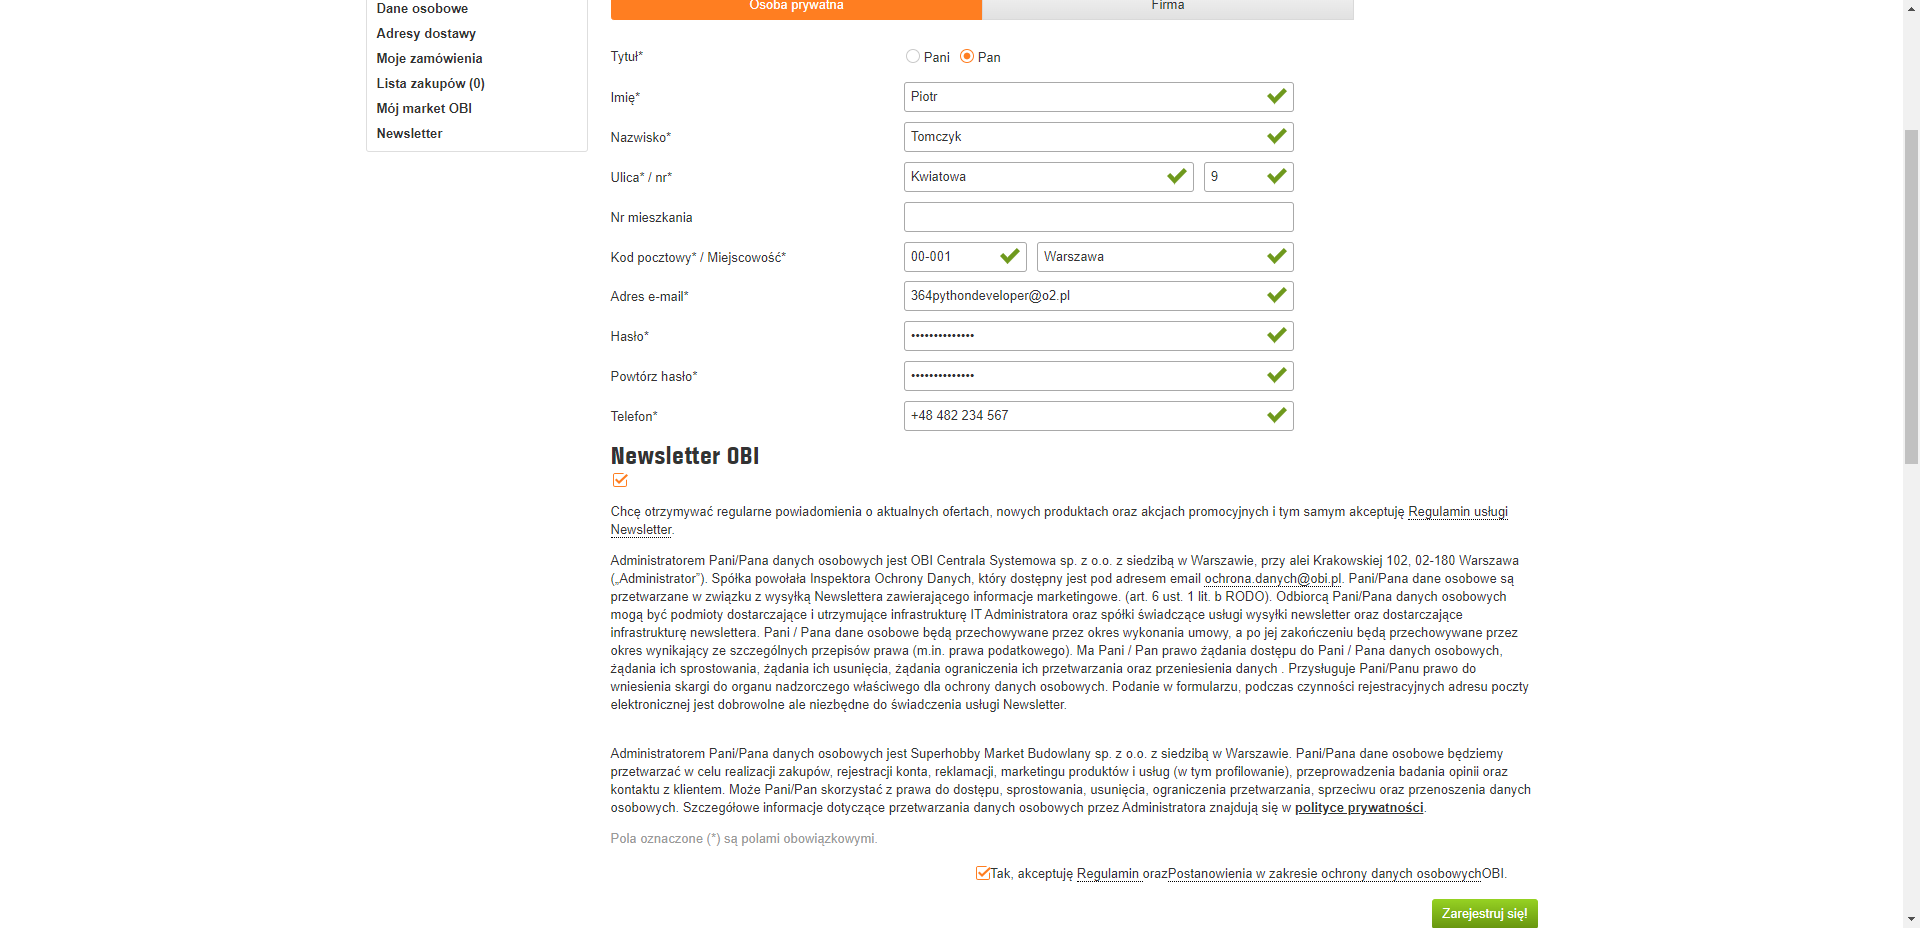 Dane osobowe
Adresy dostawy
Moje zamówienia
Lista zakupów (0)
Mój market OBI
Newsletter
Osoba prywatna
Firma
Tytuł*
Pani
Pan
Imię*
Piotr
Nazwisko*
Tomczyk
Ulica* / nr*
Kwiatowa
9
Nr mieszkania
Kod pocztowy* / Miejscowość*
00-001
Warszawa
Adres e-mail*
364pythondeveloper@o2.pl
Hasło*
••••••••••••••
Powtórz hasło*
••••••••••••••
Telefon*
+48 482 234 567
Newsletter OBI
Chcę otrzymywać regularne powiadomienia o aktualnych ofertach, nowych produktach oraz akcjach promocyjnych i tym samym akceptuję Regulamin usługi
Newsletter.
Administratorem Pani/Pana danych osobowych jest OBI Centrala Systemowa sp. z o.o. z siedzibą w Warszawie, przy alei Krakowskiej 102, 02-180 Warszawa
(„Administrator”). Spółka powołała Inspektora Ochrony Danych, który dostępny jest pod adresem email ochrona.danych@obi.pl. Pani/Pana dane osobowe są
przetwarzane w związku z wysyłką Newslettera zawierającego informacje marketingowe. (art. 6 ust. 1 lit. b RODO). Odbiorcą Pani/Pana danych osobowych
mogą być podmioty dostarczające i utrzymujące infrastrukturę IT Administratora oraz spółki świadczące usługi wysyłki newsletter oraz dostarczające
infrastrukturę newslettera. Pani / Pana dane osobowe będą przechowywane przez okres wykonania umowy, a po jej zakończeniu będą przechowywane przez
okres wynikający ze szczególnych przepisów prawa (m.in. prawa podatkowego). Ma Pani / Pan prawo żądania dostępu do Pani / Pana danych osobowych,
żądania ich sprostowania, żądania ich usunięcia, żądania ograniczenia ich przetwarzania oraz przeniesienia danych . Przysługuje Pani/Panu prawo do
wniesienia skargi do organu nadzorczego właściwego dla ochrony danych osobowych. Podanie w formularzu, podczas czynności rejestracyjnych adresu poczty
elektronicznej jest dobrowolne ale niezbędne do świadczenia usługi Newsletter.
Administratorem Pani/Pana danych osobowych jest Superhobby Market Budowlany sp. z o.o. z siedzibą w Warszawie. Pani/Pana dane osobowe będziemy
przetwarzać w celu realizacji zakupów, rejestracji konta, reklamacji, marketingu produktów i usług (w tym profilowanie), przeprowadzenia badania opinii oraz
kontaktu z klientem. Może Pani/Pan skorzystać z prawa do dostępu, sprostowania, usunięcia, ograniczenia przetwarzania, sprzeciwu oraz przenoszenia danych
osobowych. Szczegółowe informacje dotyczące przetwarzania danych osobowych przez Administratora znajdują się w polityce prywatności.
Pola oznaczone (*) są polami obowiązkowymi.
Tak, akceptuję Regulamin orazPostanowienia w zakresie ochrony danych osobowychOBI.
Zarejestruj się!